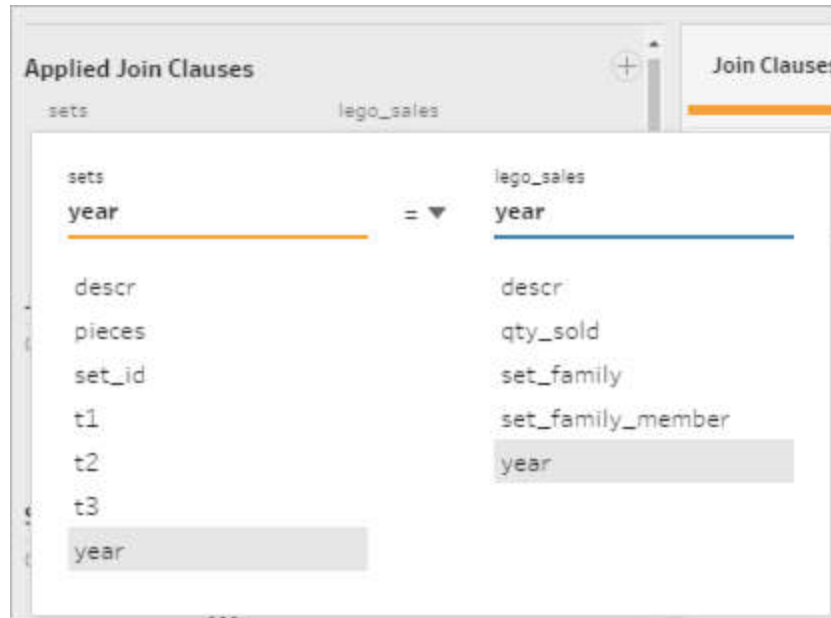 Applied Join Clauses
Join Clauses
sets lego_sales
sets lego_sales
year = year
descr descr
pieces qty_sold
set_id set_family
t1 set_family_member
t2 year
t3
year